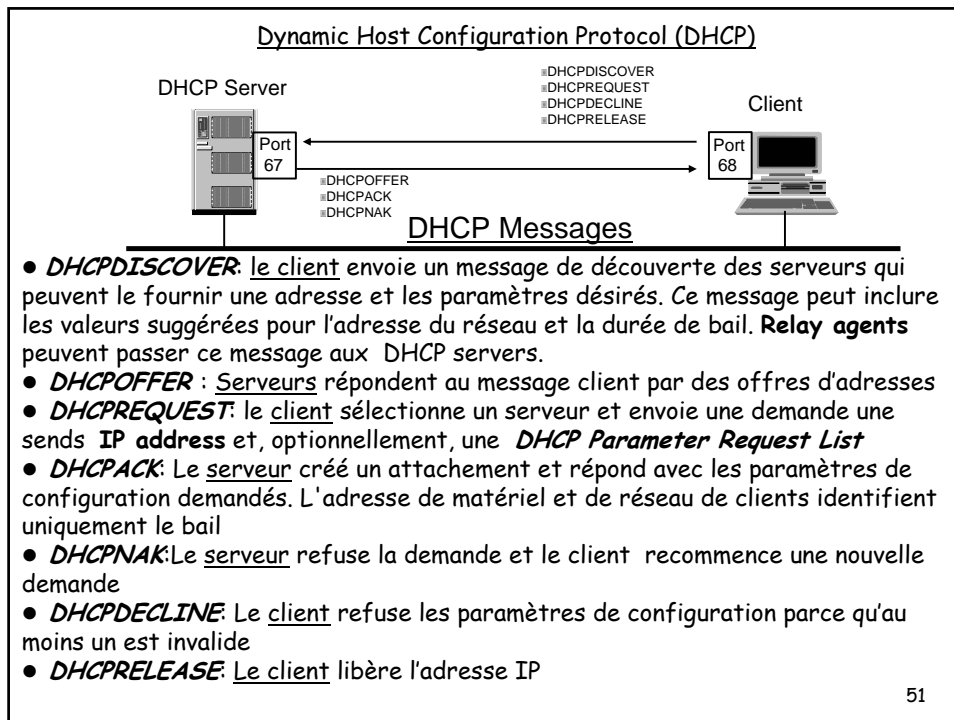 Dynamic Host Configuration Protocol (DHCP)
DHCPDISCOVER
DHCPREQUEST
DHCPDECLINE
DHCPRELEASE
DHCP Server
Client
Port
67
Port
68
DHCPOFFER
DHCPACK
DHCPNAK
DHCP Messages
● DHCPDISCOVER: le client envoie un message de découverte des serveurs qui
peuvent le fournir une adresse et les paramètres désirés. Ce message peut inclure
les valeurs suggérées pour l'adresse du réseau et la durée de bail. Relay agents
peuvent passer ce message aux DHCP servers.
● DHCPOFFER : Serveurs répondent au message client par des offres d'adresses
● DHCPREQUEST: le client sélectionne un serveur et envoie une demande une
sends IP address et, optionnellement, une DHCP Parameter Request List
● DHCPACK: Le serveur créé un attachement et répond avec les paramètres de
configuration demandés. L'adresse de matériel et de réseau de clients identifient
uniquement le bail
● DHCPNAK:Le serveur refuse la demande et le client recommence une nouvelle
demande
● DHCPDECLINE: Le client refuse les paramètres de configuration parce qu'au
moins un est invalide
● DHCPRELEASE: Le client libère l'adresse IP
51